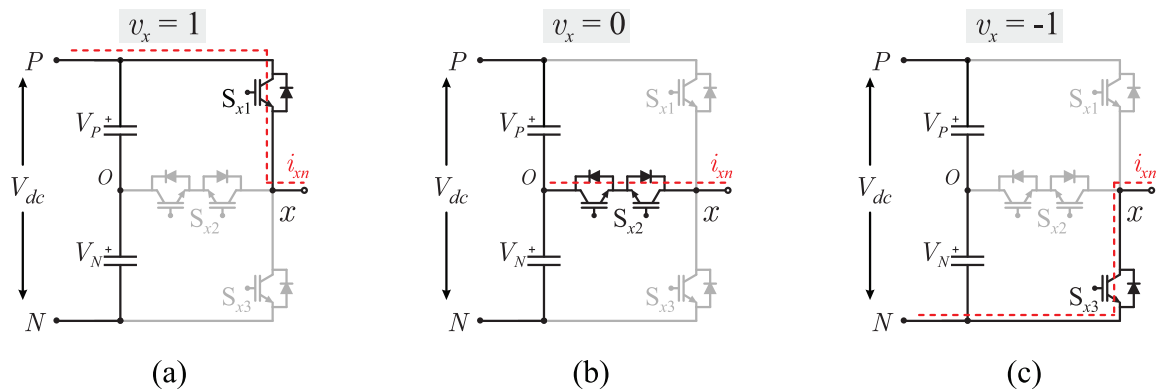 v_x = 1
P
S_x1
V_P +
i_xn
O
V_dc
S_x2
x
V_N +
S_x3
N
(a)
v_x = 0
P
S_x1
V_P +
i_xn
O
V_dc
S_x2
x
V_N +
S_x3
N
(b)
v_x = -1
P
S_x1
V_P +
i_xn
O
V_dc
S_x2
x
V_N +
S_x3
N
(c)